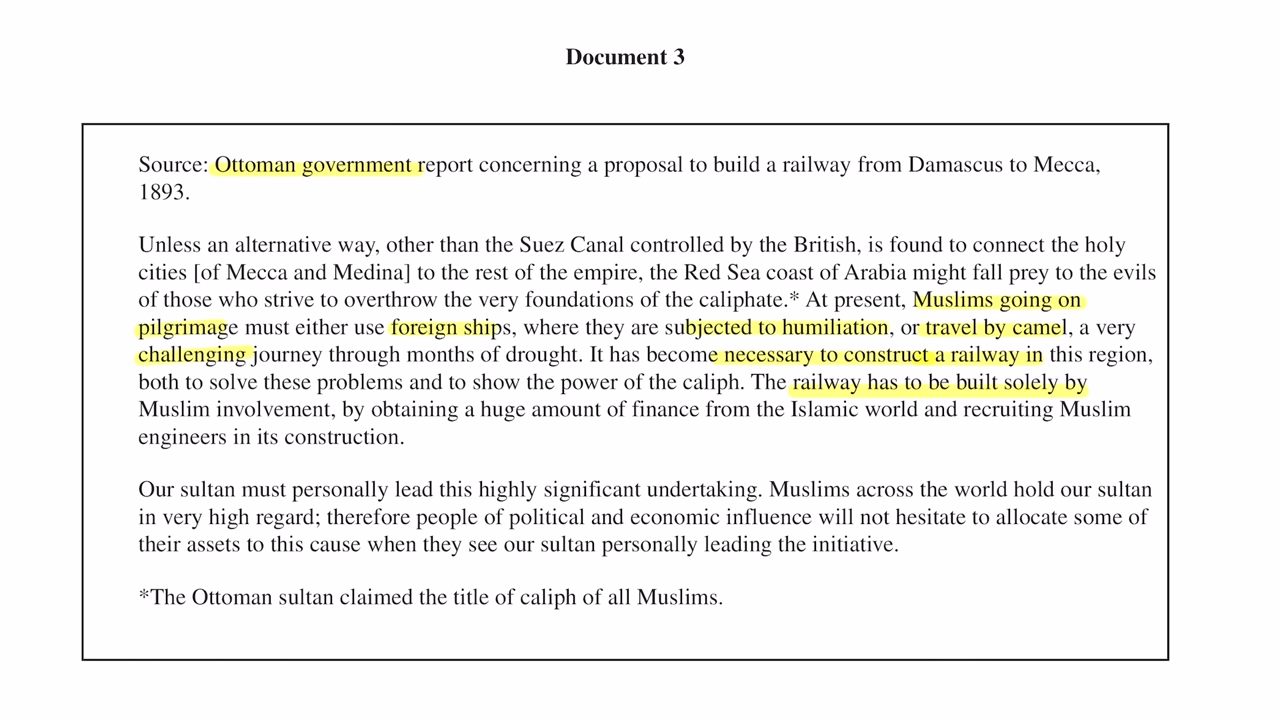 Document 3
Source: Ottoman government report concerning a proposal to build a railway from Damascus to Mecca,
1893.
Unless an alternative way, other than the Suez Canal controlled by the British, is found to connect the holy
cities [of Mecca and Medina] to the rest of the empire, the Red Sea coast of Arabia might fall prey to the evils
of those who strive to overthrow the very foundations of the caliphate.* At present, Muslims going on
pilgrimage must either use foreign ships, where they are subjected to humiliation, or travel by camel, a very
challenging journey through months of drought. It has become necessary to construct a railway in this region,
both to solve these problems and to show the power of the caliph. The railway has to be built solely by
Muslim involvement, by obtaining a huge amount of finance from the Islamic world and recruiting Muslim
engineers in its construction.
Our sultan must personally lead this highly significant undertaking. Muslims across the world hold our sultan
in very high regard; therefore people of political and economic influence will not hesitate to allocate some of
their assets to this cause when they see our sultan personally leading the initiative.
*The Ottoman sultan claimed the title of caliph of all Muslims.